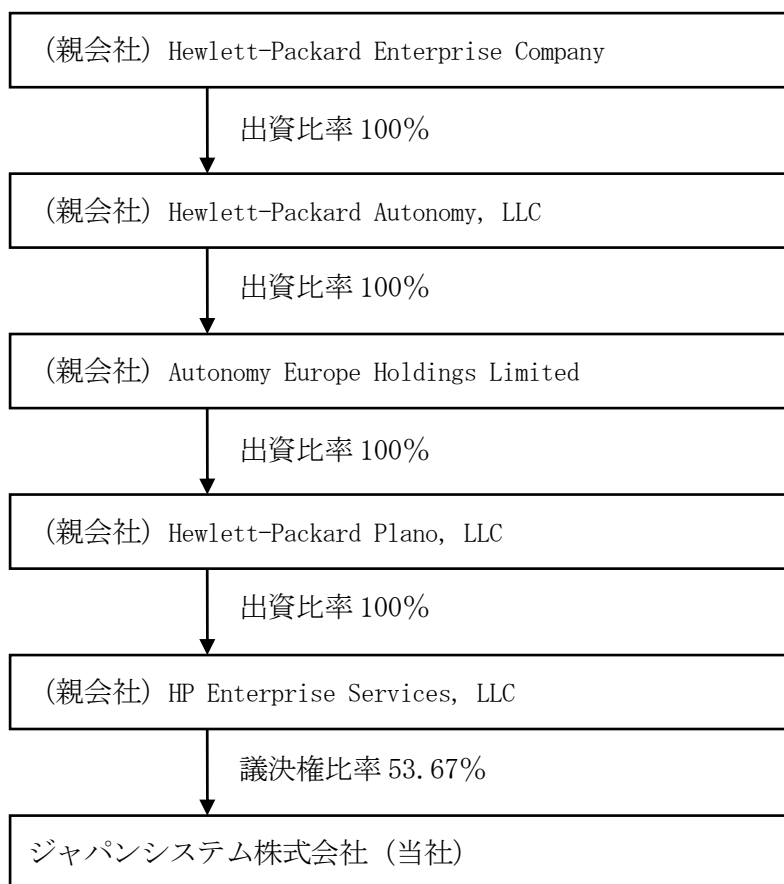 （親会社）Hewlett-Packard Enterprise Company
出資比率 100％
（親会社）Hewlett-Packard Autonomy, LLC
出資比率 100％
（親会社）Autonomy Europe Holdings Limited
出資比率 100％
（親会社）Hewlett-Packard Plano, LLC
出資比率 100％
（親会社）HP Enterprise Services, LLC
議決権比率 53.67％
ジャパンシステム株式会社（当社）